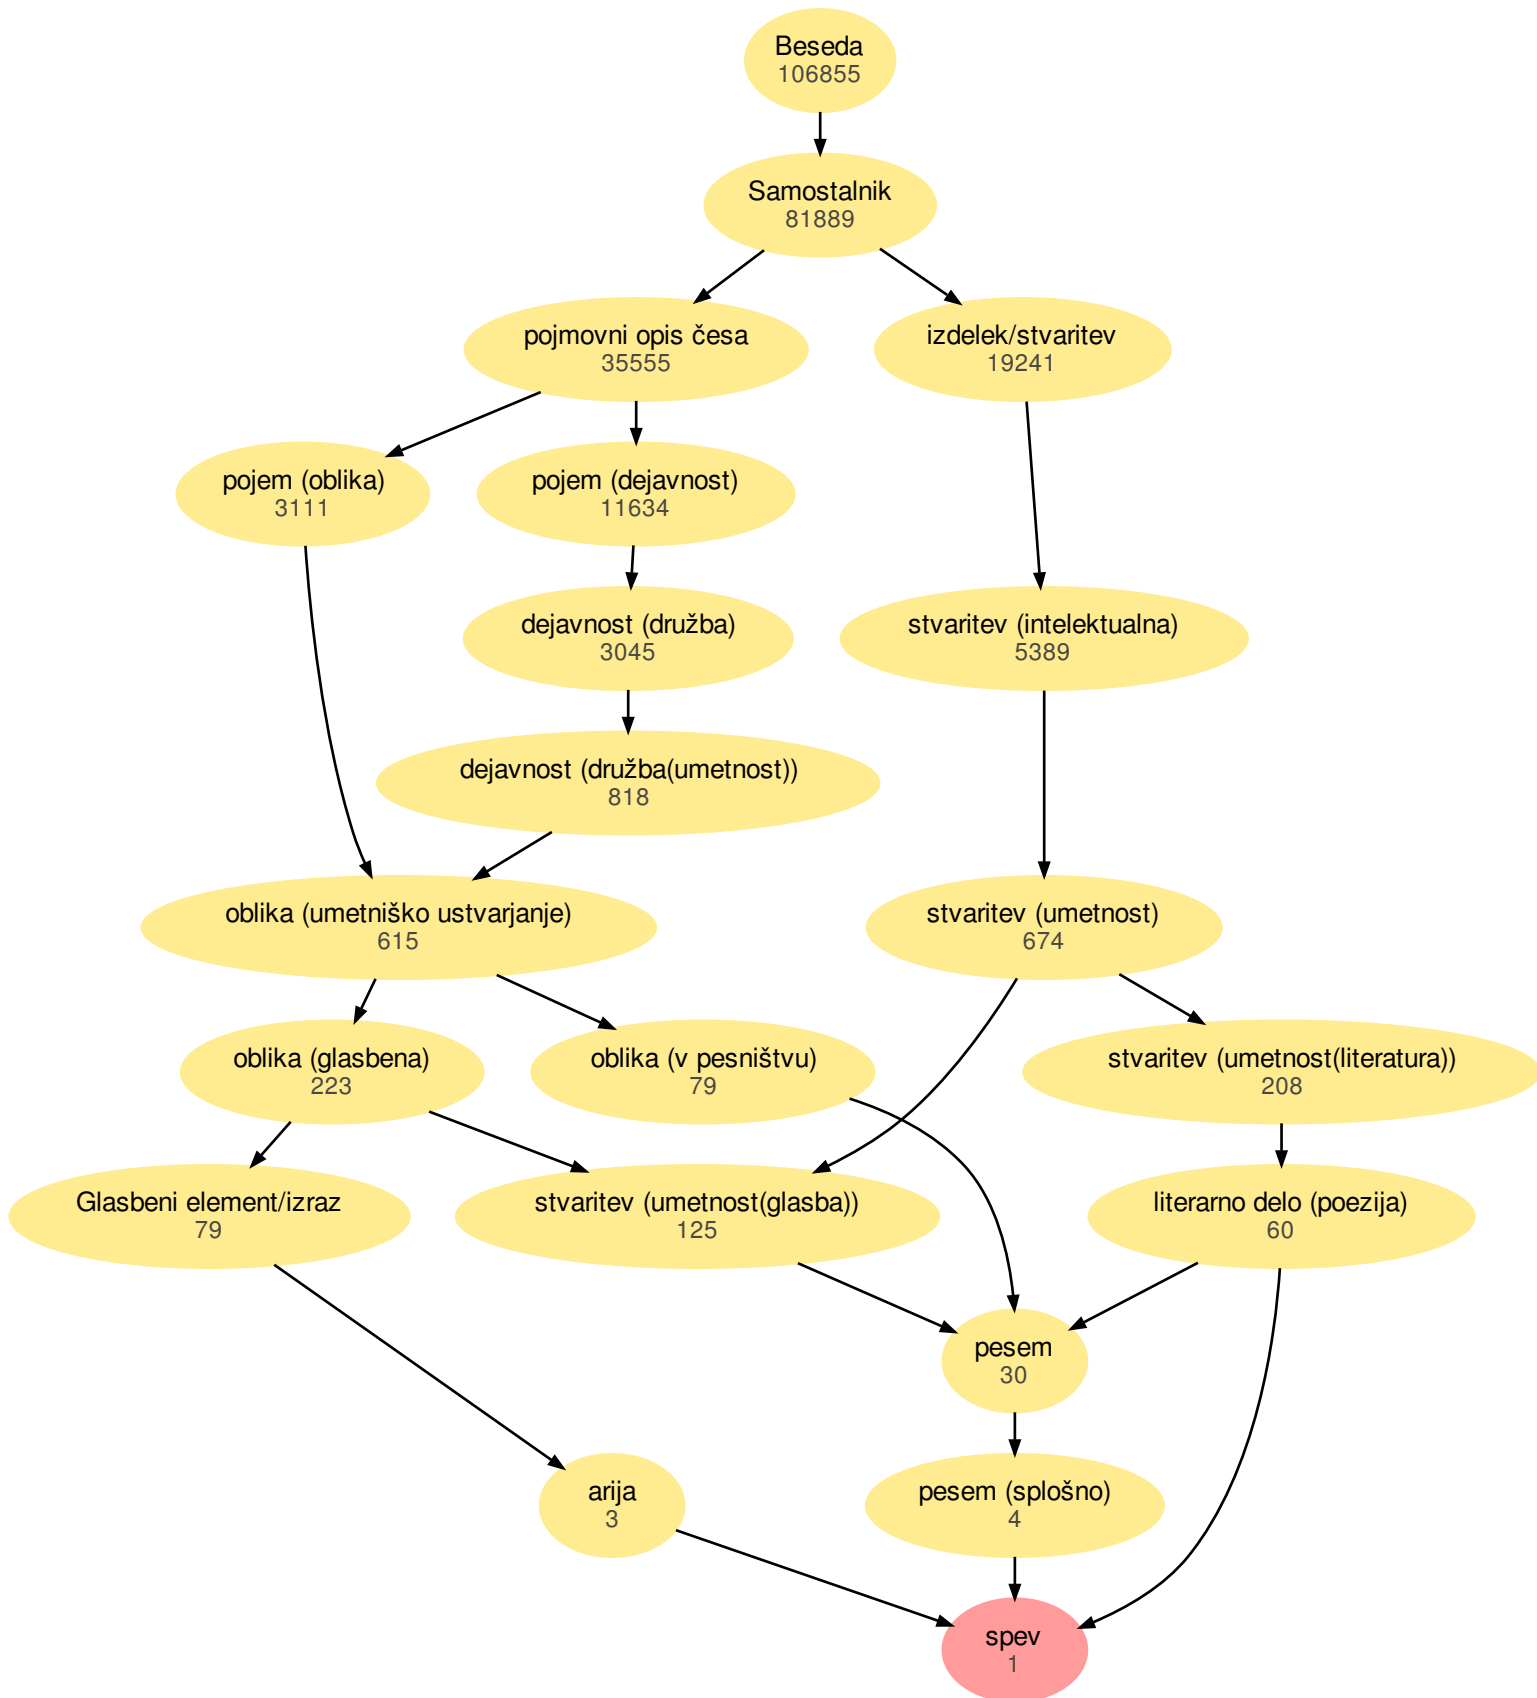 Beseda
106855
Samostalnik
81889
pojmovni opis česa
35555
izdelek/stvaritev
19241
pojem (oblika)
3111
pojem (dejavnost)
11634
dejavnost (družba)
3045
stvaritev (intelektualna)
5389
dejavnost (družba(umetnost))
818
oblika (umetniško ustvarjanje)
615
stvaritev (umetnost)
674
oblika (glasbena)
223
oblika (v pesništvu)
79
stvaritev (umetnost(literatura))
208
Glasbeni element/izraz
79
stvaritev (umetnost(glasba))
125
literarno delo (poezija)
60
pesem
30
arija
3
pesem (splošno)
4
spev
1